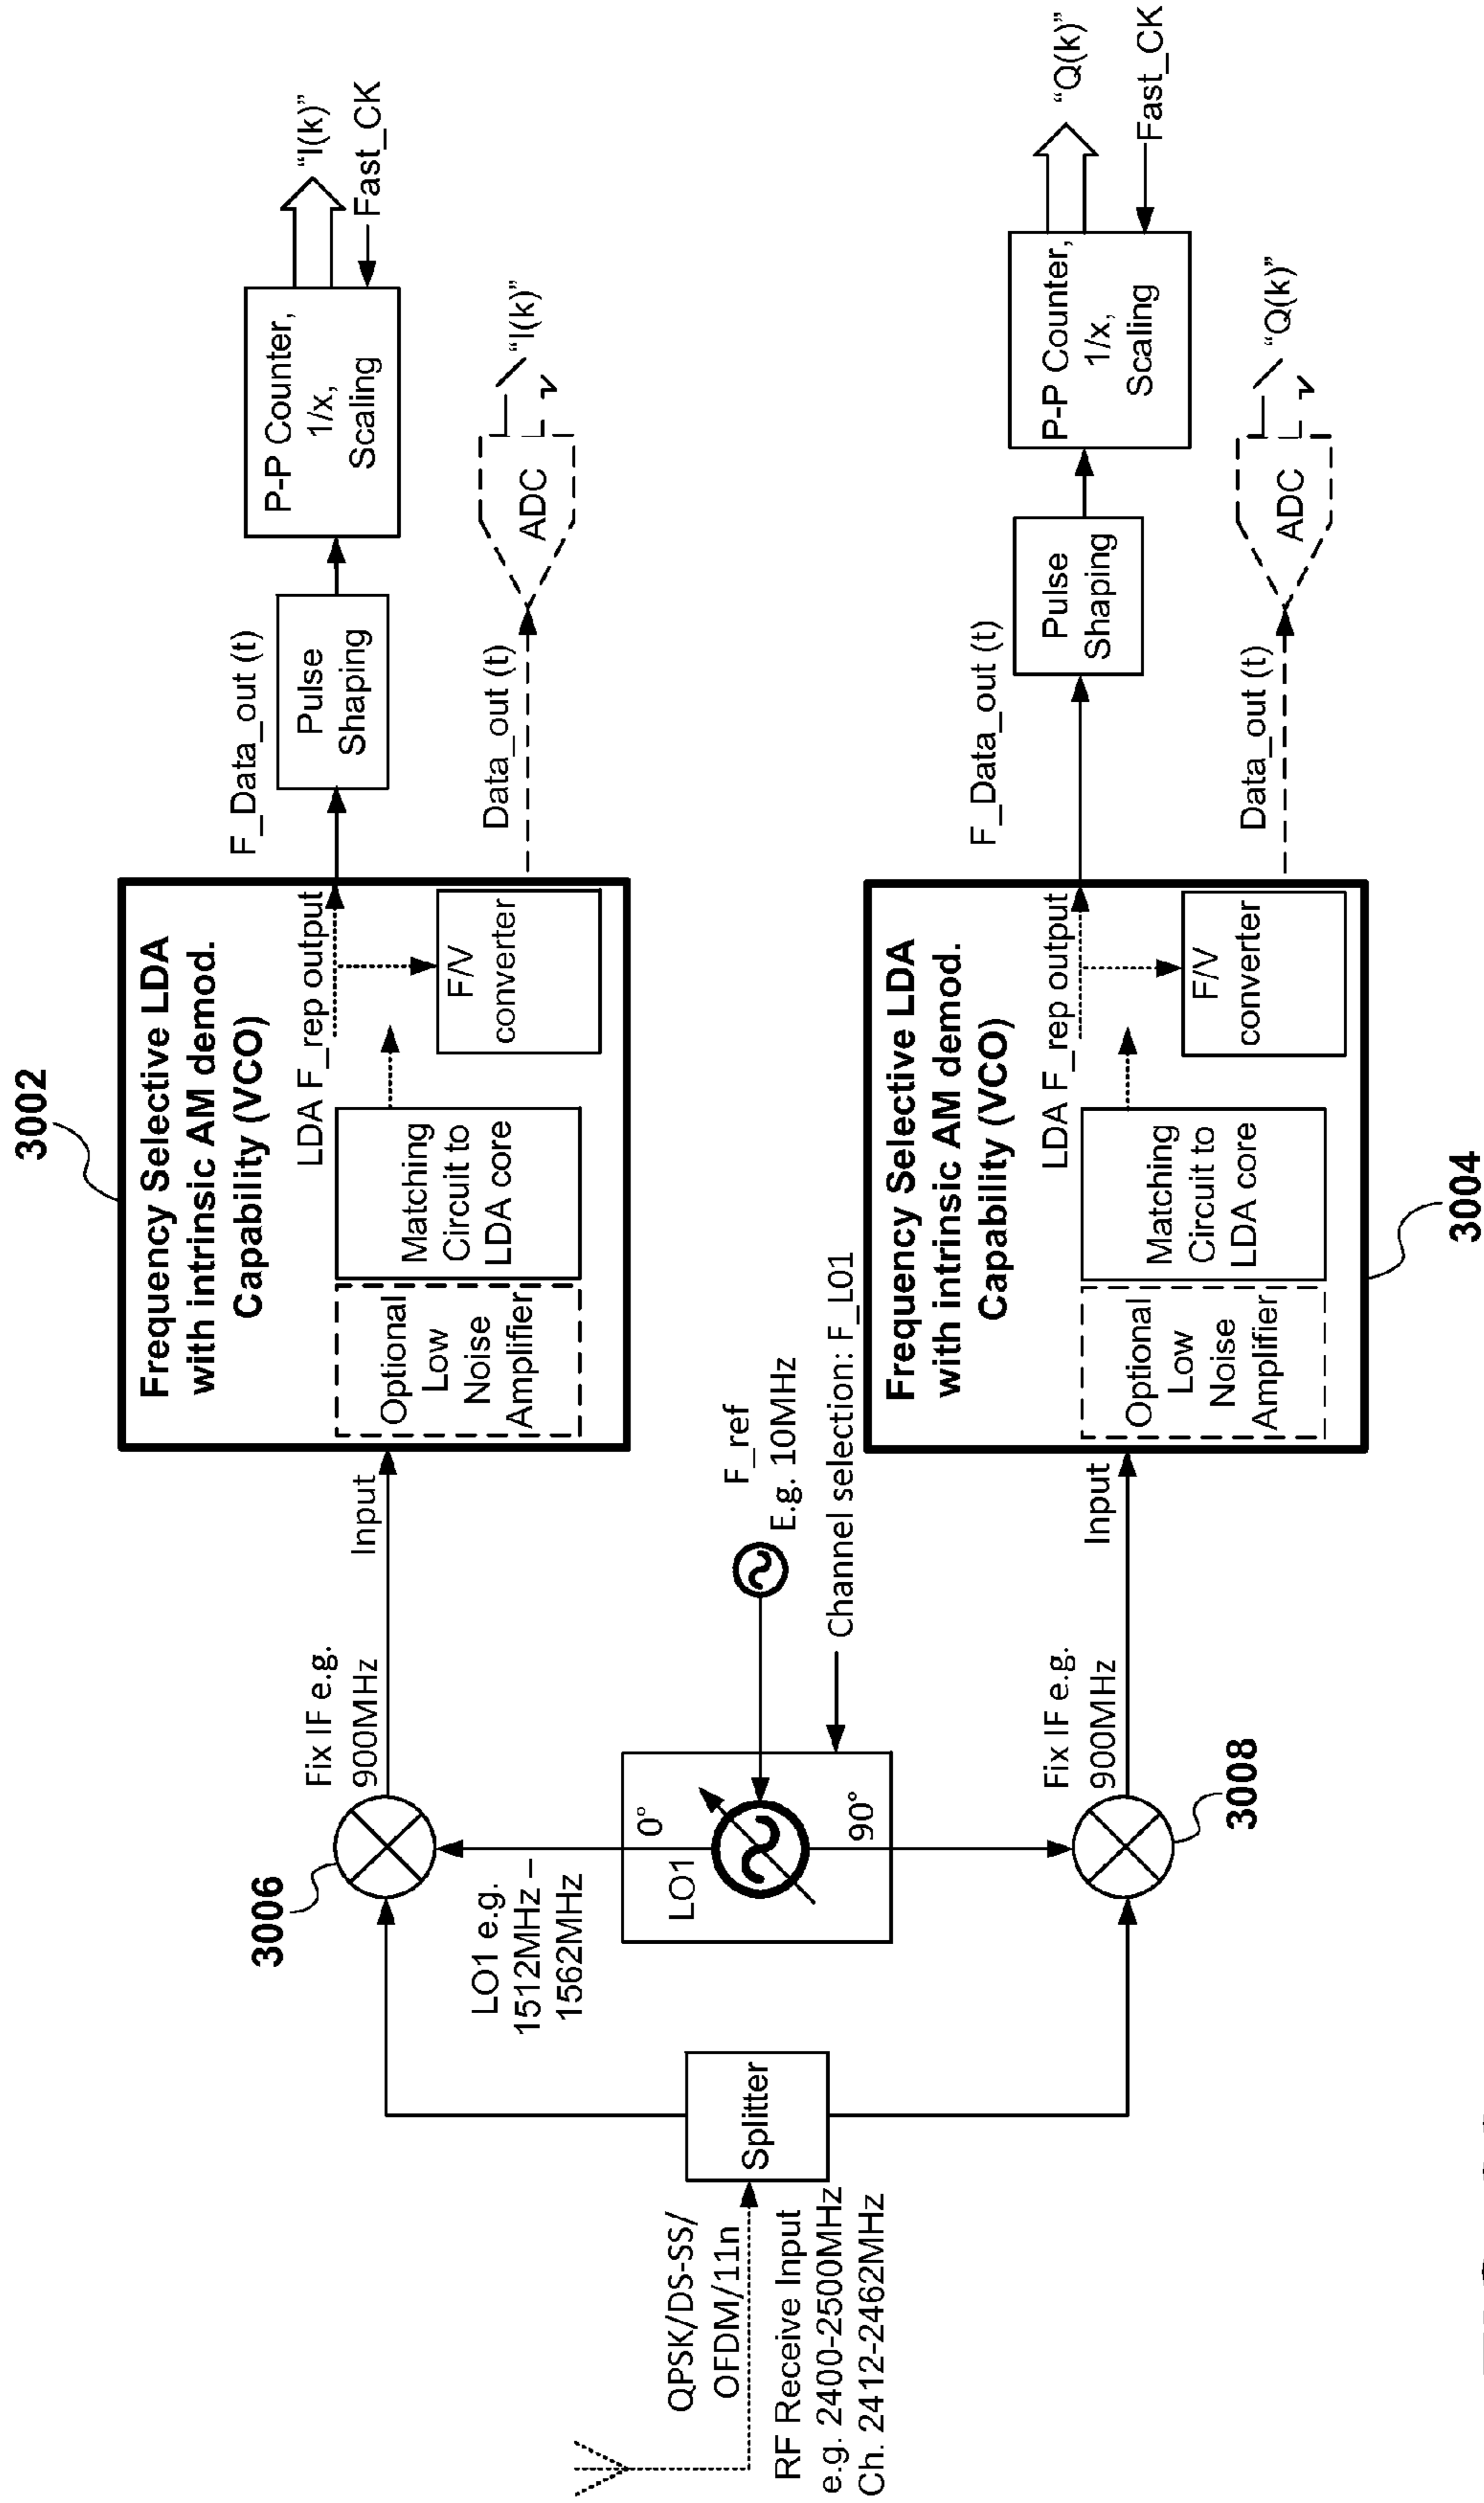 3002
Frequency Selective LDA
with intrinsic AM demod.
Capability (VCO)
LDA F_rep output
Optional
Low
Noise
Amplifier
Matching
Circuit to
LDA core
F/V
converter
F_Data_out (t)
Pulse
Shaping
P-P Counter,
1/x,
Scaling
“I(k)”
Fast_CK
Data_out (t)
ADC
“I(k)”
3006
Fix IF e.g.
900MHz
Input
LO1 e.g.
1512MHz –
1562MHz
0°
LO1
90°
F_ref
E.g. 10MHz
Channel selection: F_LO1
QPSK/DS-SS/
OFDM/11n
RF Receive Input
e.g. 2400-2500MHz
Ch. 2412-2462MHz
Splitter
3008
Fix IF e.g.
900MHz
Input
Frequency Selective LDA
with intrinsic AM demod.
Capability (VCO)
LDA F_rep output
Optional
Low
Noise
Amplifier
Matching
Circuit to
LDA core
F/V
converter
3004
F_Data_out (t)
Pulse
Shaping
P-P Counter,
1/x,
Scaling
“Q(k)”
Fast_CK
Data_out (t)
ADC
“Q(k)”